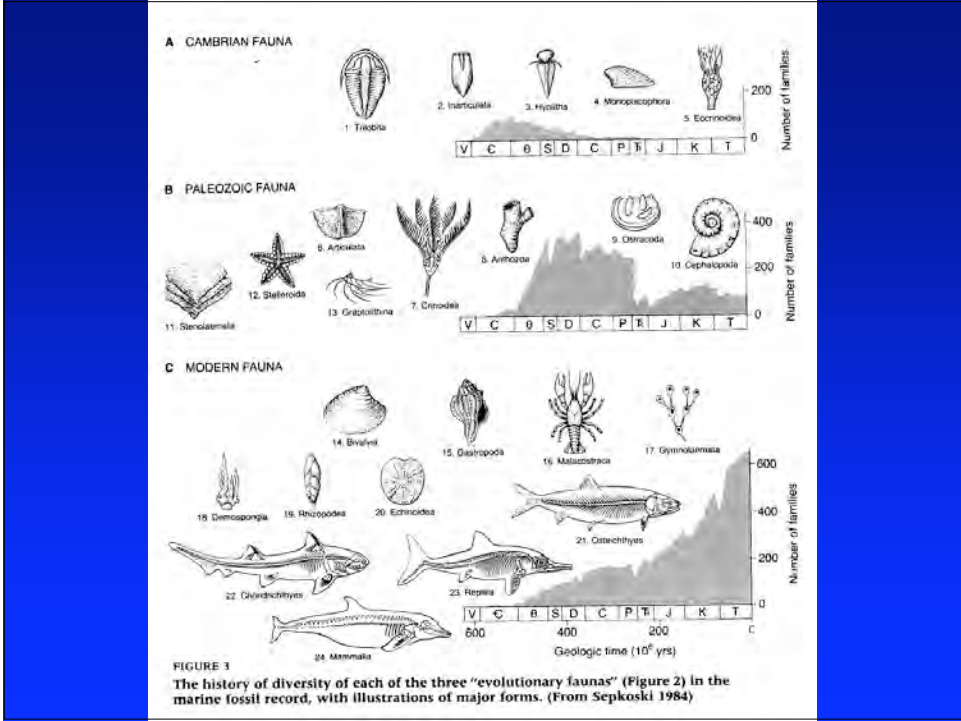 A CAMBRIAN FAUNA
1. Trilobita
2. Inarticulata
3. Hyolitha
4. Monoplacophora
5. Eocrinoidea
200
0
Number of families
V Є θ S D C P Ћ J K T
B PALEOZOIC FAUNA
6. Articulata
7. Crinoidea
8. Anthozoa
9. Ostracoda
10. Cephalopoda
11. Stenolaemata
12. Stelleroida
13. Graptolithina
400
200
0
Number of families
V Є θ S D C P Ћ J K T
C MODERN FAUNA
14. Bivalvia
15. Gastropoda
16. Malacostraca
17. Gymnolaemata
18. Demospongia
19. Rhizopodea
20. Echinoidea
21. Osteichthyes
22. Chondrichthyes
23. Reptilia
24. Mammalia
600
400
200
0
Number of families
V Є θ S D C P Ћ J K T
600 400 200 0
Geologic time (10⁶ yrs)
FIGURE 3
The history of diversity of each of the three "evolutionary faunas" (Figure 2) in the
marine fossil record, with illustrations of major forms. (From Sepkoski 1984)